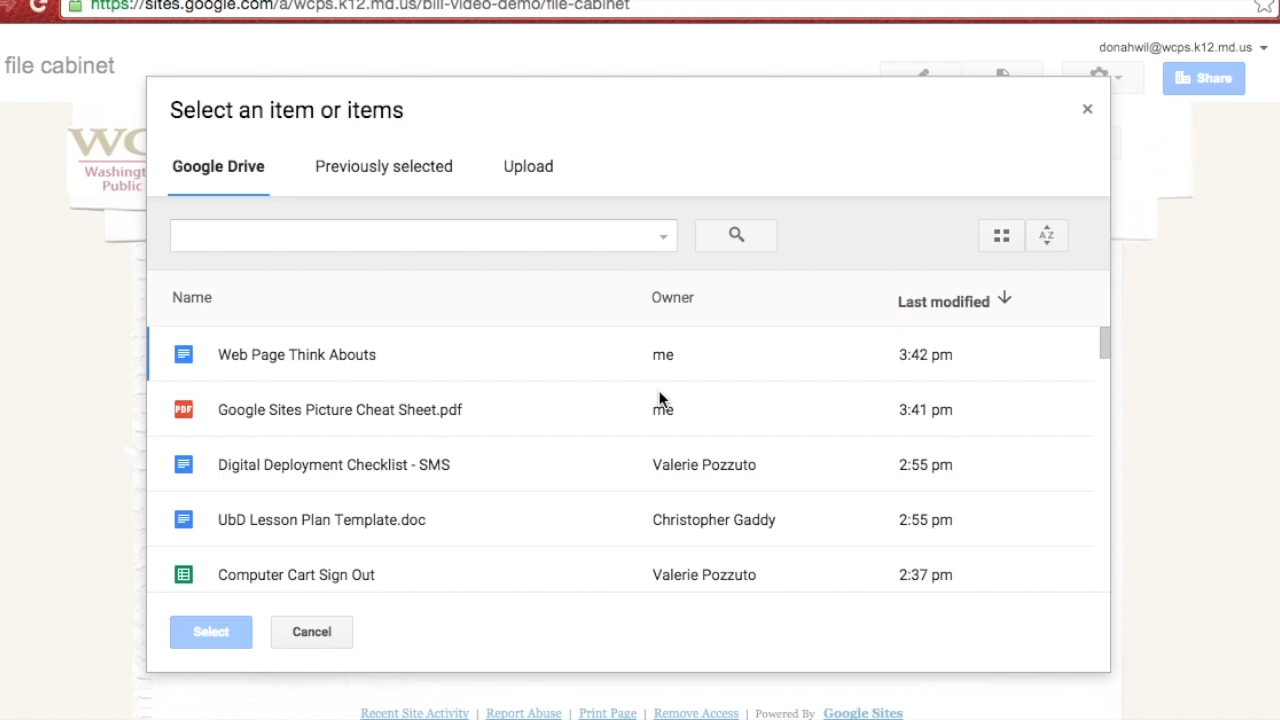 https://sites.google.com/a/wcps.k12.md.us/bill-video-demo/file-cabinet
donahwil@wcps.k12.md.us
file cabinet
Share
Select an item or items
WC
Washingt
Public
Google Drive Previously selected Upload
AZ
Name Owner Last modified
Web Page Think Abouts me 3:42 pm
PDF Google Sites Picture Cheat Sheet.pdf me 3:41 pm
Digital Deployment Checklist - SMS Valerie Pozzuto 2:55 pm
UbD Lesson Plan Template.doc Christopher Gaddy 2:55 pm
Computer Cart Sign Out Valerie Pozzuto 2:37 pm
Select Cancel
Recent Site Activity | Report Abuse | Print Page | Remove Access | Powered By Google Sites